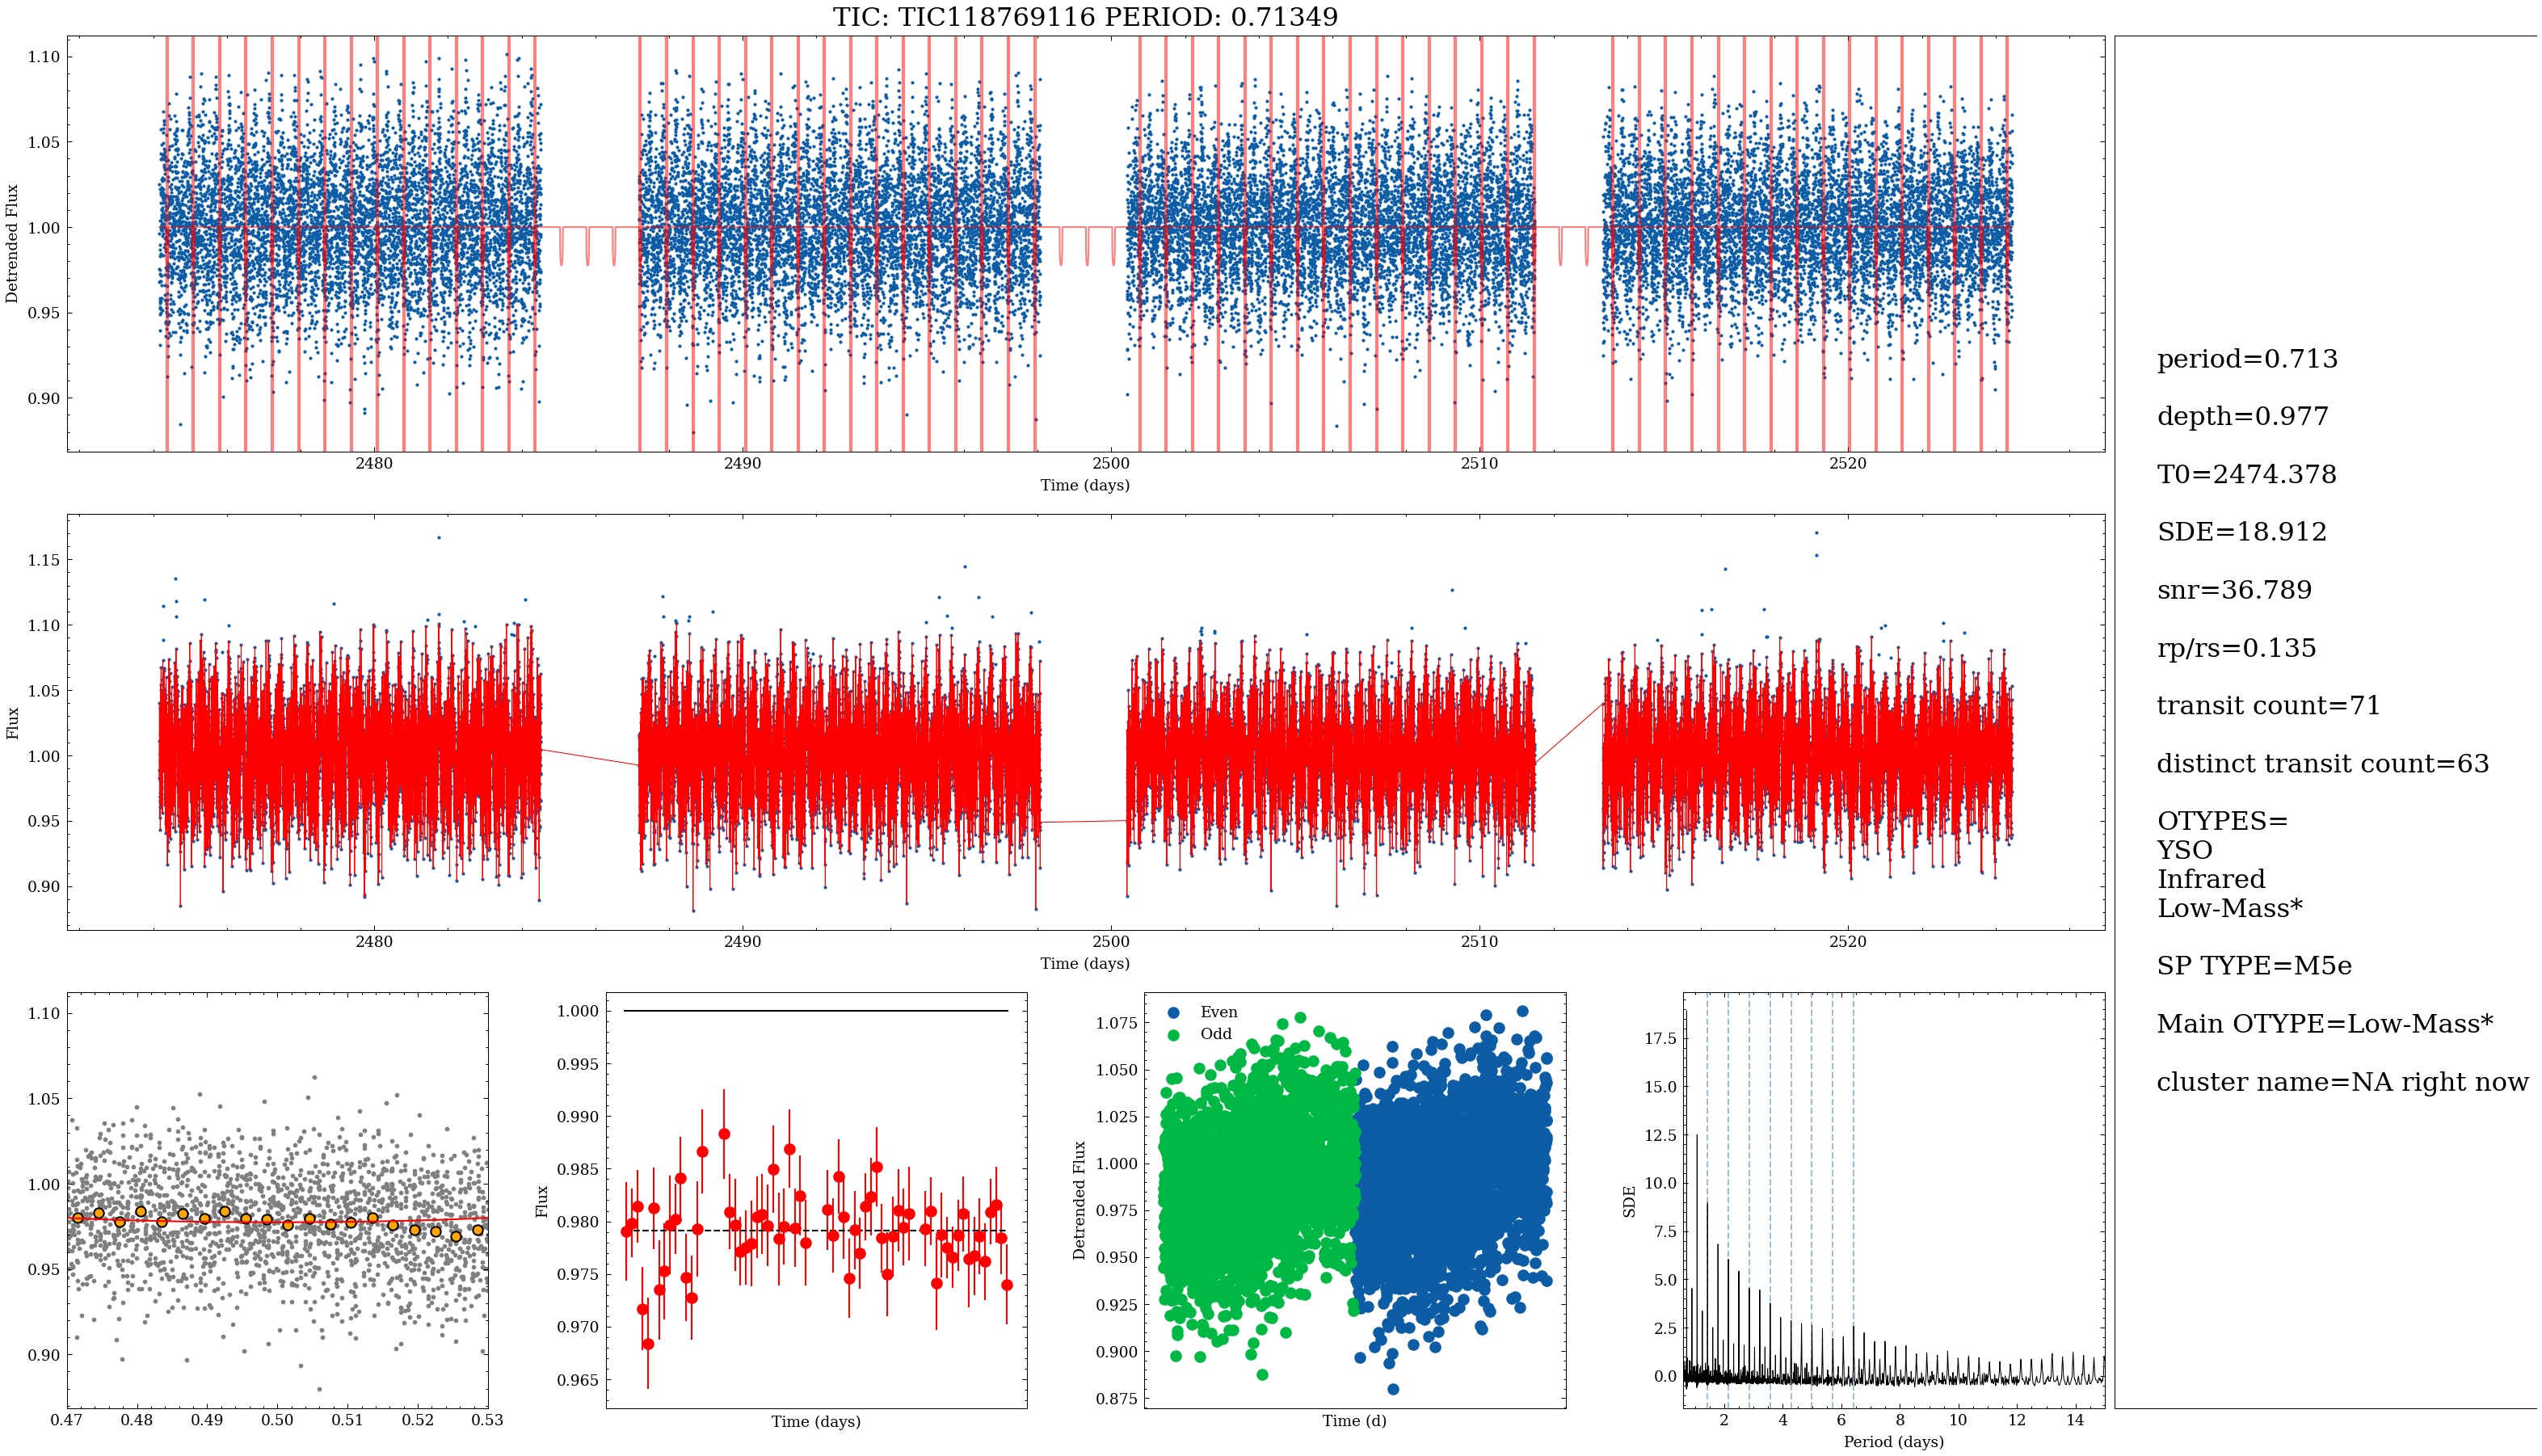 TIC: TIC118769116 PERIOD: 0.71349
1.10
1.05
1.00
0.95
0.90
Detrended Flux
2480
2490
2500
2510
2520
Time (days)
1.15
1.10
1.05
1.00
0.95
0.90
Flux
2480
2490
2500
2510
2520
Time (days)
1.10
1.05
1.00
0.95
0.90
0.47
0.48
0.49
0.50
0.51
0.52
0.53
1.000
0.995
0.990
0.985
0.980
0.975
0.970
0.965
Flux
Time (days)
Even
Odd
1.075
1.050
1.025
1.000
0.975
0.950
0.925
0.900
0.875
Detrended Flux
Time (d)
17.5
15.0
12.5
10.0
7.5
5.0
2.5
0.0
SDE
2
4
6
8
10
12
14
Period (days)
period=0.713
depth=0.977
T0=2474.378
SDE=18.912
snr=36.789
rp/rs=0.135
transit count=71
distinct transit count=63
OTYPES=
YSO
Infrared
Low-Mass*
SP TYPE=M5e
Main OTYPE=Low-Mass*
cluster name=NA right now